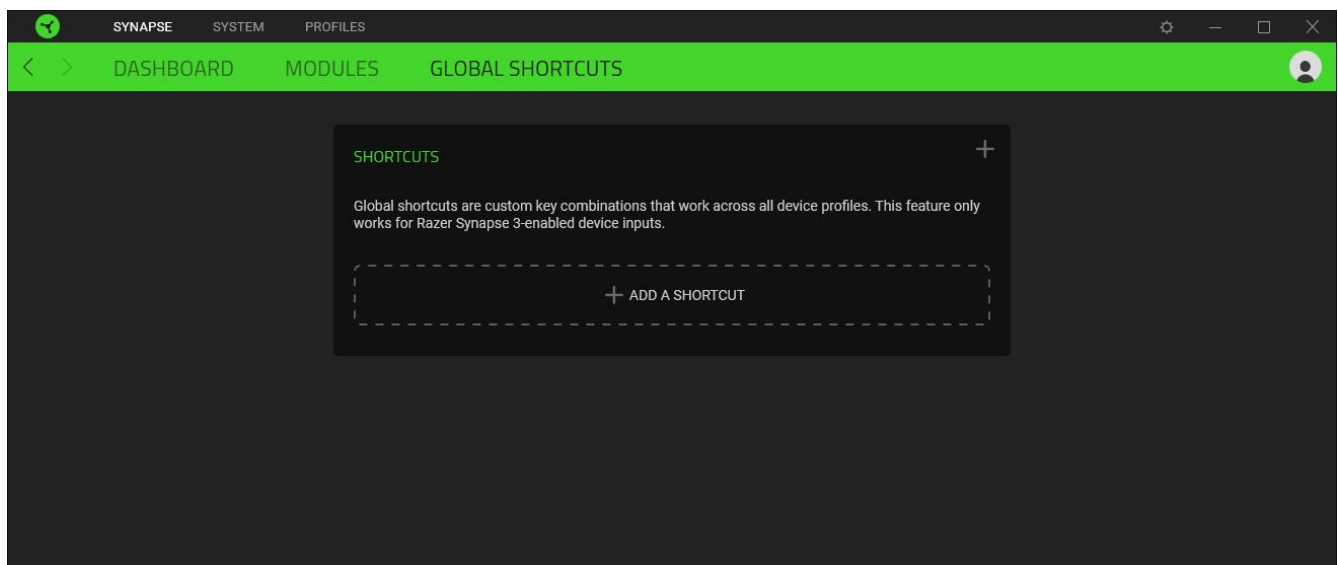 SYNAPSE SYSTEM PROFILES
DASHBOARD MODULES GLOBAL SHORTCUTS
SHORTCUTS
Global shortcuts are custom key combinations that work across all device profiles. This feature only
works for Razer Synapse 3-enabled device inputs.
ADD A SHORTCUT